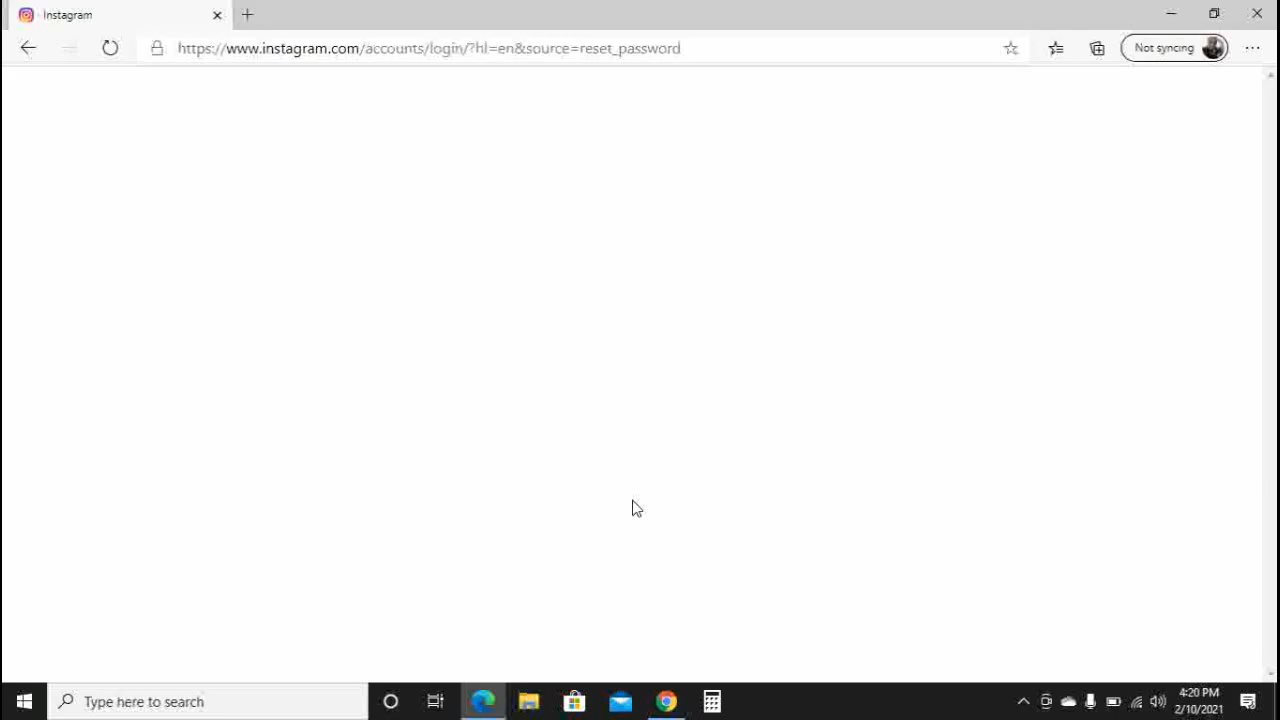 Instagram
https://www.instagram.com/accounts/login/?hl=en&source=reset_password
Not syncing
Type here to search
4:20 PM
2/10/2021